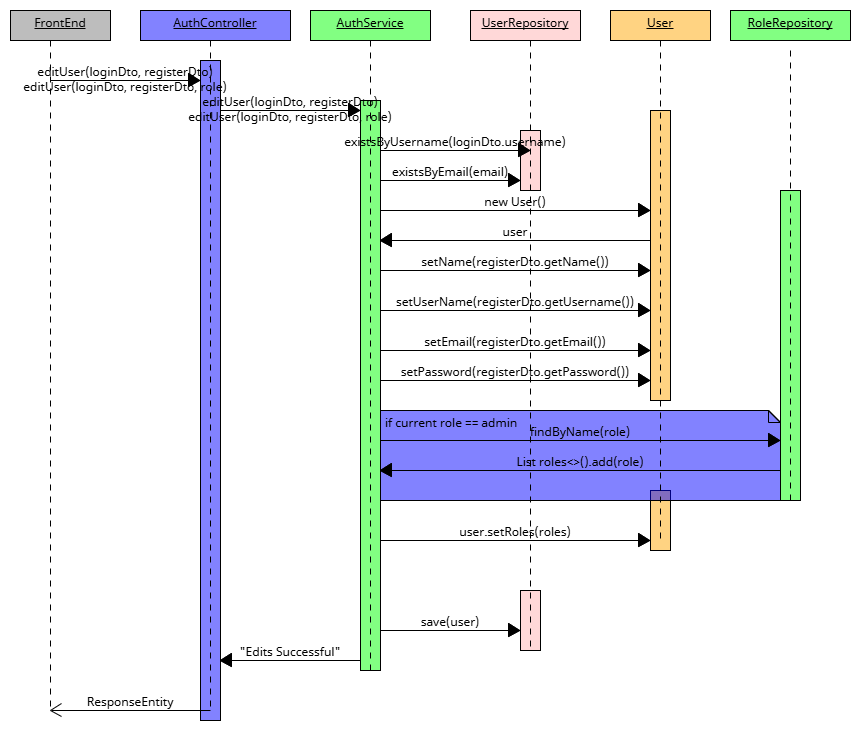 FrontEnd
AuthController
AuthService
UserRepository
User
RoleRepository
editUser(loginDto, registerDto)
editUser(loginDto, registerDto, role)
editUser(loginDto, registerDto)
editUser(loginDto, registerDto, role)
existsByUsername(loginDto.username)
existsByEmail(email)
new User()
user
setName(registerDto.getName())
setUserName(registerDto.getUsername())
setEmail(registerDto.getEmail())
setPassword(registerDto.getPassword())
if current role == admin
findByName(role)
List roles<>().add(role)
user.setRoles(roles)
save(user)
"Edits Successful"
ResponseEntity